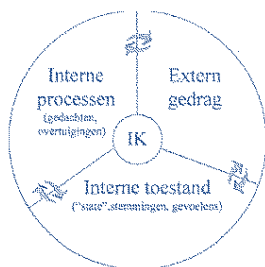 Interne
processen
(gedachten,
overtuigingen)
Extern
gedrag
IK
Interne toestand
("state",stemmingen, gevoelens)